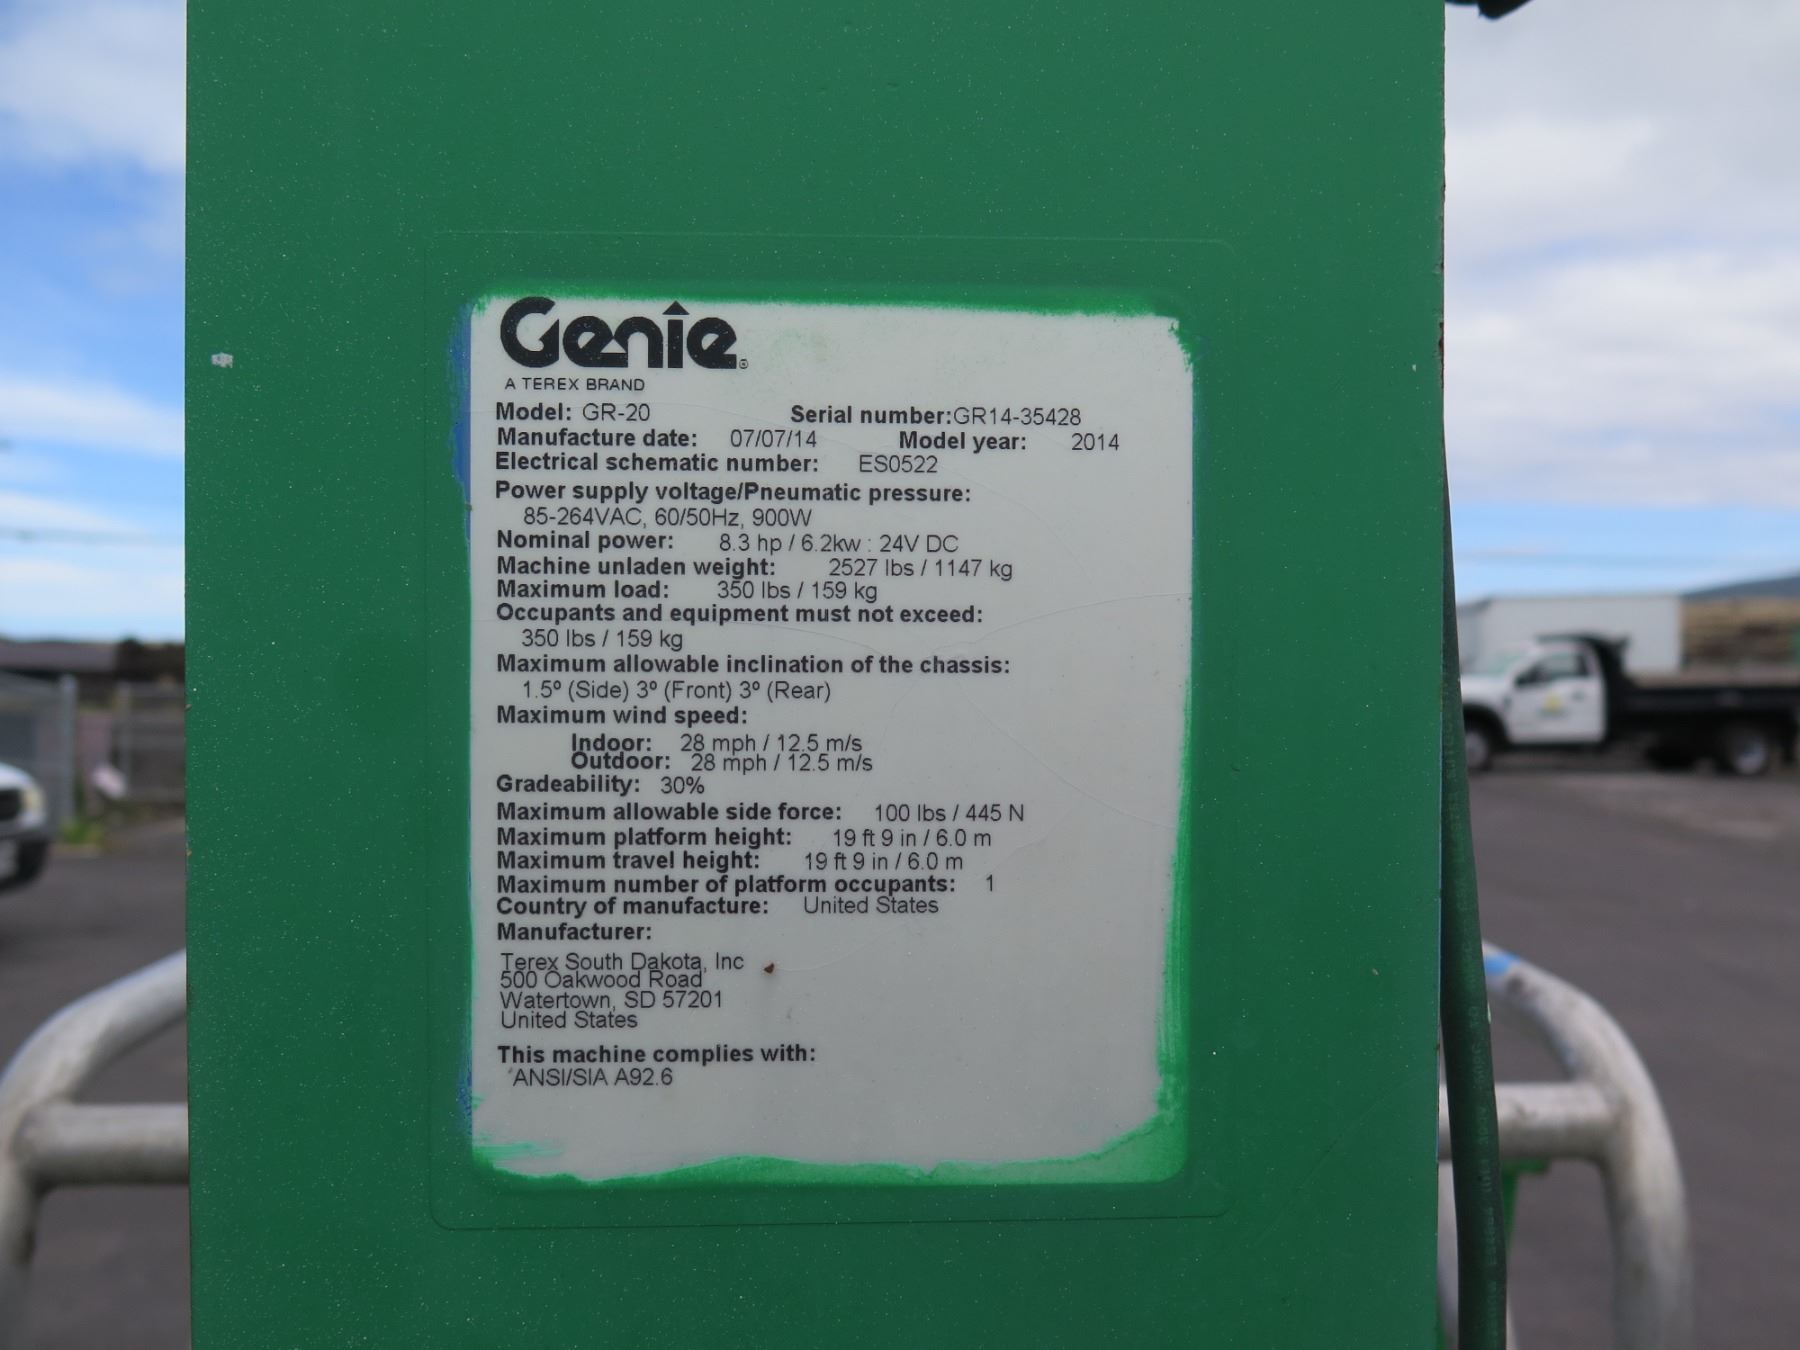 Genie®
A TEREX BRAND
Model: GR-20 Serial number:GR14-35428
Manufacture date: 07/07/14 Model year: 2014
Electrical schematic number: ES0522
Power supply voltage/Pneumatic pressure:
85-264VAC, 60/50Hz, 900W
Nominal power: 8.3 hp / 6.2kw : 24V DC
Machine unladen weight: 2527 lbs / 1147 kg
Maximum load: 350 lbs / 159 kg
Occupants and equipment must not exceed:
350 lbs / 159 kg
Maximum allowable inclination of the chassis:
1.5º (Side) 3º (Front) 3º (Rear)
Maximum wind speed:
Indoor: 28 mph / 12.5 m/s
Outdoor: 28 mph / 12.5 m/s
Gradeability: 30%
Maximum allowable side force: 100 lbs / 445 N
Maximum platform height: 19 ft 9 in / 6.0 m
Maximum travel height: 19 ft 9 in / 6.0 m
Maximum number of platform occupants: 1
Country of manufacture: United States
Manufacturer:
Terex South Dakota, Inc
500 Oakwood Road
Watertown, SD 57201
United States
This machine complies with:
ANSI/SIA A92.6